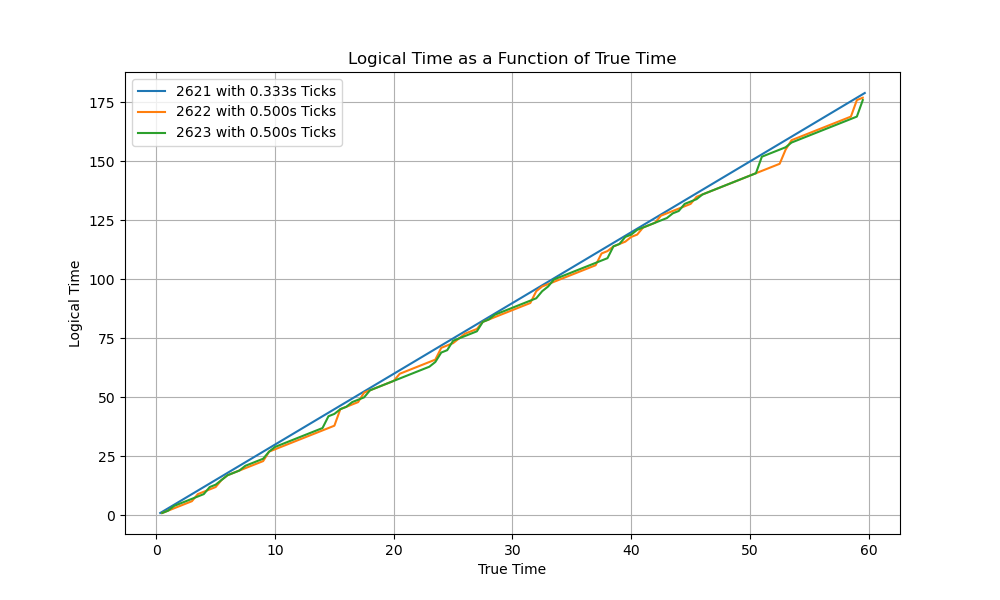 Logical Time as a Function of True Time
2621 with 0.333s Ticks
2622 with 0.500s Ticks
2623 with 0.500s Ticks
175
150
125
100
75
50
25
0
Logical Time
0 10 20 30 40 50 60
True Time